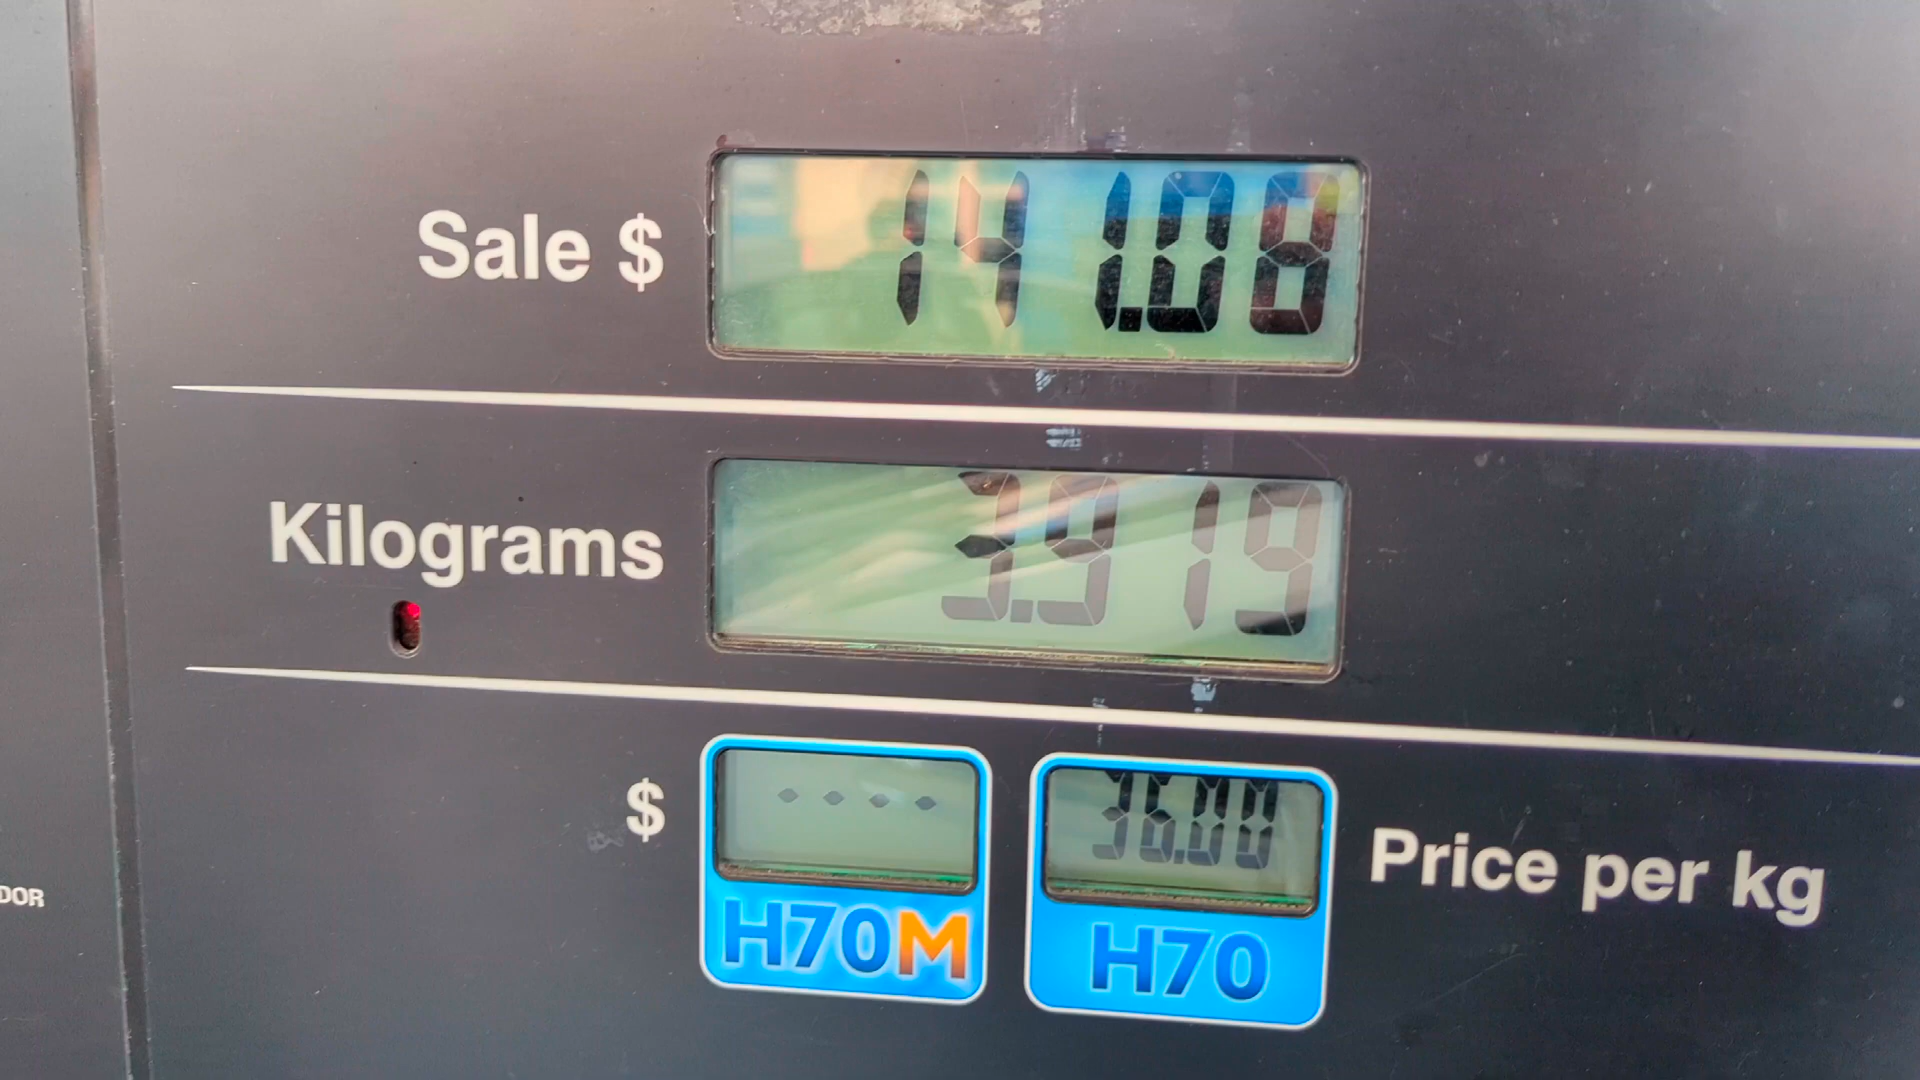 Sale $ 141.08
Kilograms 3.919
$ - - - - 36.00 Price per kg
H70M H70
DOR